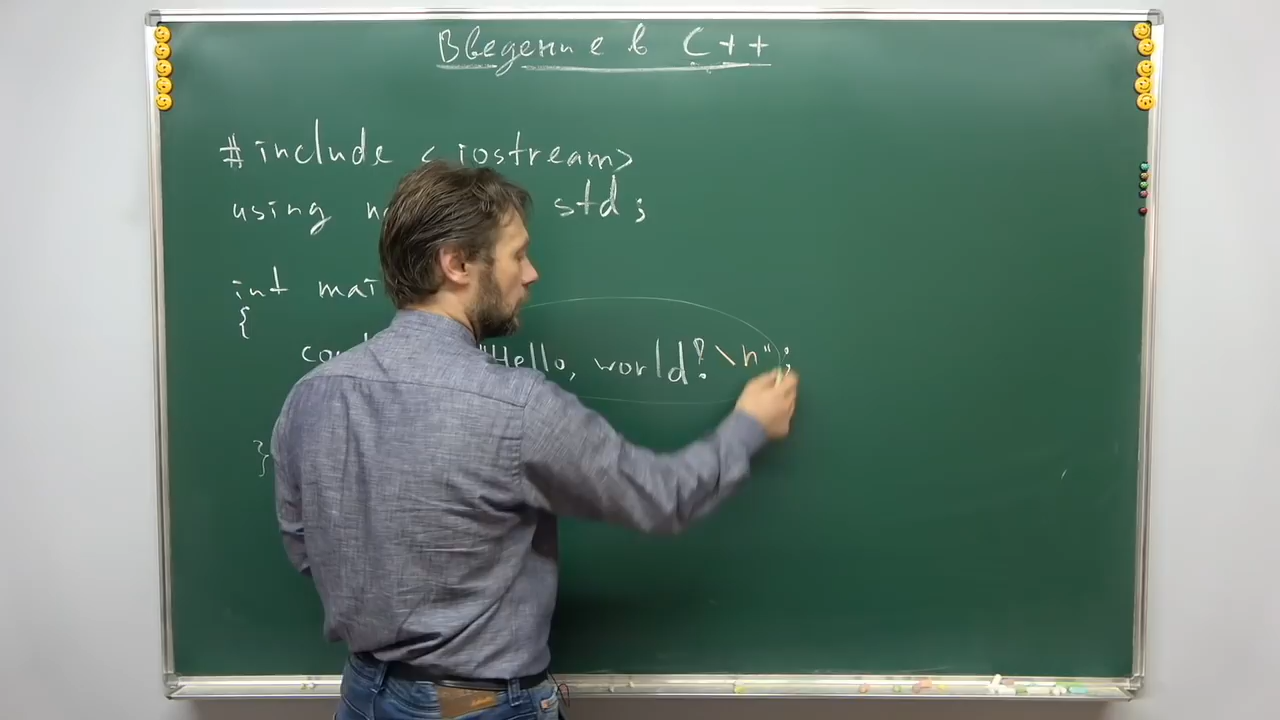 Введение в C++
#include <iostream>
using std;
int
{
"Hello, world!\n";
}